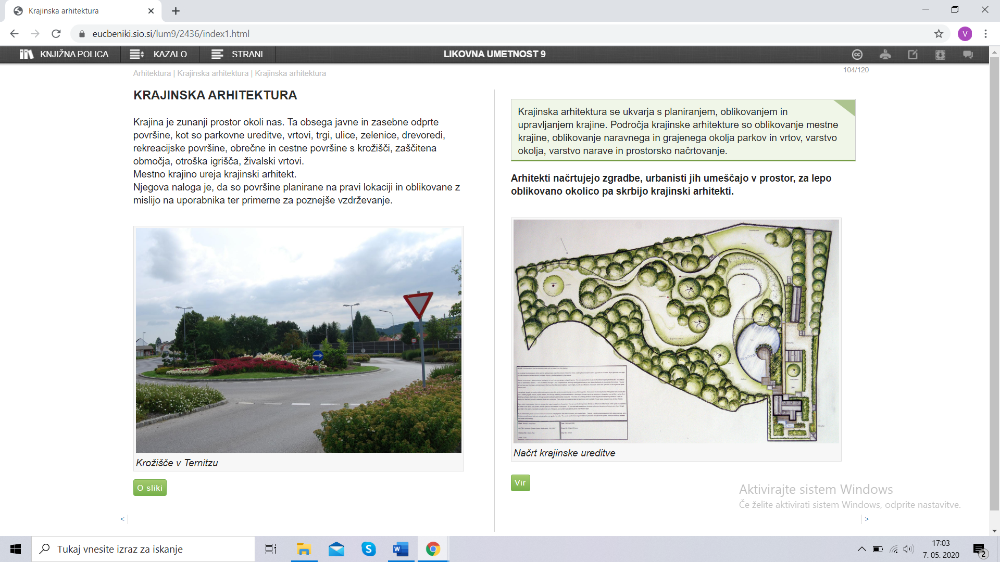 Krajinska arhitektura
eucbeniki.sio.si/lum9/2436/index1.html
V
KNJIŽNA POLICA
KAZALO
STRANI
LIKOVNA UMETNOST 9
Arhitektura | Krajinska arhitektura | Krajinska arhitektura
104/120
KRAJINSKA ARHITEKTURA
Krajina je zunanji prostor okoli nas. Ta obsega javne in zasebne odprte
površine, kot so parkovne ureditve, vrtovi, trgi, ulice, zelenice, drevoredi,
rekreacijske površine, obrečne in cestne površine s krožišči, zaščitena
območja, otroška igrišča, živalski vrtovi.
Mestno krajino ureja krajinski arhitekt.
Njegova naloga je, da so površine planirane na pravi lokaciji in oblikovane z
mislijo na uporabnika ter primerne za poznejše vzdrževanje.
Krožišče v Ternitzu
O sliki
<
Krajinska arhitektura se ukvarja s planiranjem, oblikovanjem in
upravljanjem krajine. Področja krajinske arhitekture so oblikovanje mestne
krajine, oblikovanje naravnega in grajenega okolja parkov in vrtov, varstvo
okolja, varstvo narave in prostorsko načrtovanje.
Arhitekti načrtujejo zgradbe, urbanisti jih umeščajo v prostor, za lepo
oblikovano okolico pa skrbijo krajinski arhitekti.
Načrt krajinske ureditve
Vir
>
Aktivirajte sistem Windows
Če želite aktivirati sistem Windows, odprite nastavitve.
Tukaj vnesite izraz za iskanje
17:03
7. 05. 2020
2